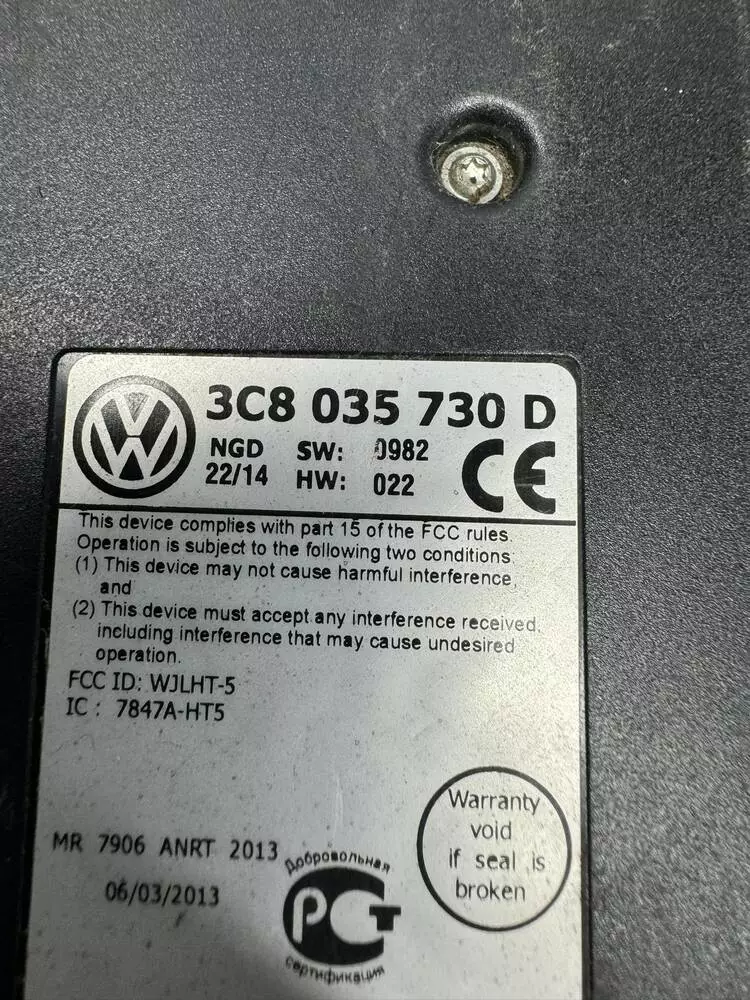 3C8 035 730 D
NGD SW: 0982
22/14 HW: 022
CE
This device complies with part 15 of the FCC rules.
Operation is subject to the following two conditions:
(1) This device may not cause harmful interference,
and
(2) This device must accept any interference received,
including interference that may cause undesired
operation.
FCC ID: WJLHT-5
IC : 7847A-HT5
MR 7906 ANRT 2013
06/03/2013
Добровольная
РСТ
сертификация
Warranty
void
if seal is
broken